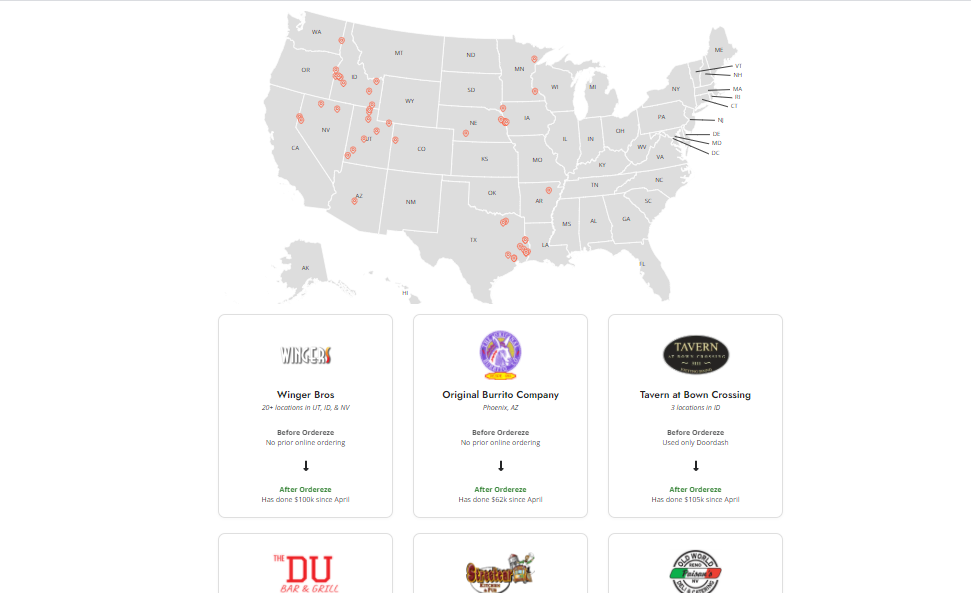 WA
ME
MT
ND
VT
OR
MN
ID
NH
WI
SD
MI
NY
MA
WY
RI
CT
IA
PA
NJ
NE
NV
OH
DE
UT
IL
IN
MD
CA
CO
WV
DC
KS
MO
VA
KY
NC
TN
AZ
OK
AR
NM
SC
GA
AL
MS
TX
LA
AK
FL
HI
WINGERS
Winger Bros
20+ locations in UT, ID, & NV
Before Ordereze
No prior online ordering
After Ordereze
Has done $100k since April
Original Burrito Company
Phoenix, AZ
Before Ordereze
No prior online ordering
After Ordereze
Has done $62k since April
TAVERN
AT BOWN CROSSING
Tavern at Bown Crossing
3 locations in ID
Before Ordereze
Used only Doordash
After Ordereze
Has done $105k since April
THE
DU
BAR & GRILL
Streetcar
KITCHEN
& PUB
OLD WORLD
RENO
DELI & CATERING